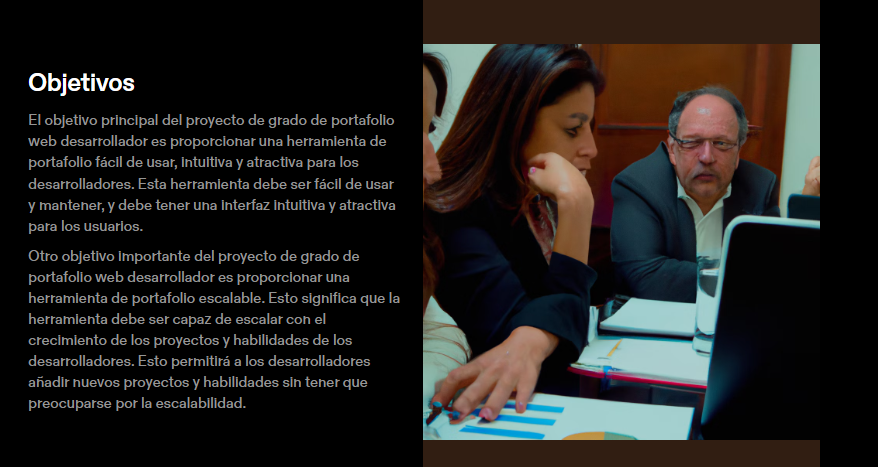 Objetivos
El objetivo principal del proyecto de grado de portafolio
web desarrollador es proporcionar una herramienta de
portafolio fácil de usar, intuitiva y atractiva para los
desarrolladores. Esta herramienta debe ser fácil de usar
y mantener, y debe tener una interfaz intuitiva y atractiva
para los usuarios.
Otro objetivo importante del proyecto de grado de
portafolio web desarrollador es proporcionar una
herramienta de portafolio escalable. Esto significa que la
herramienta debe ser capaz de escalar con el
crecimiento de los proyectos y habilidades de los
desarrolladores. Esto permitirá a los desarrolladores
añadir nuevos proyectos y habilidades sin tener que
preocuparse por la escalabilidad.